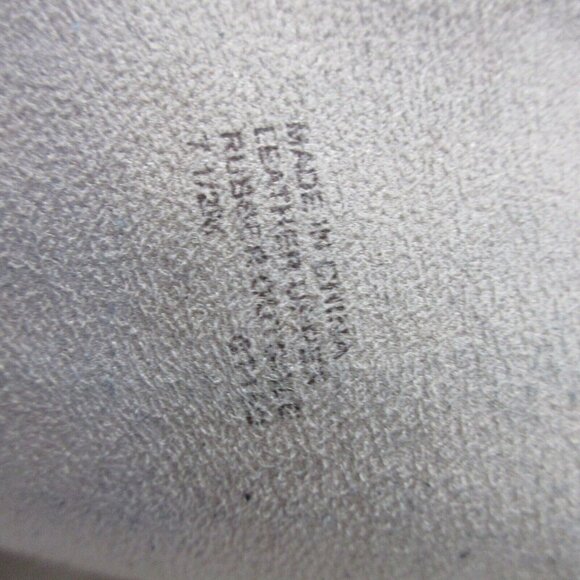 MADE IN CHINA
LEATHER UPPER
RUBBER OUTSOLE
7 1/2W